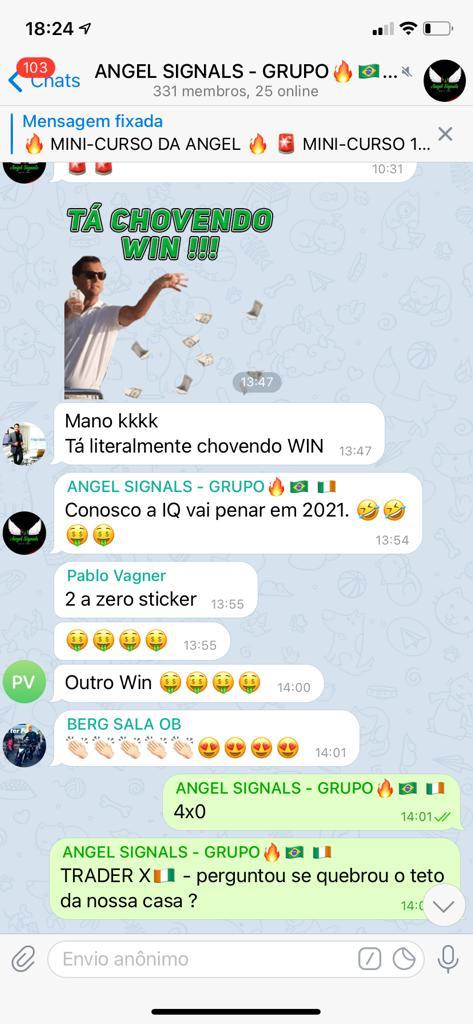 18:24
103
Chats
ANGEL SIGNALS - GRUPO🔥🇧🇷...
331 membros, 25 online
Mensagem fixada
🔥 MINI-CURSO DA ANGEL 🔥 🚨 MINI-CURSO 1...
🚨🚨
10:31
TÁ CHOVENDO
WIN !!!
13:47
Mano kkkk
Tá literalmente chovendo WIN 13:47
ANGEL SIGNALS - GRUPO🔥🇧🇷 🇮🇪
Conosco a IQ vai penar em 2021. 🤣🤣
🤑🤑
13:54
Pablo Vagner
2 a zero sticker 13:55
🤑🤑🤑🤑 13:55
PV
Outro Win 🤑🤑🤑🤑 14:00
BERG SALA OB
👏🏻👏🏻👏🏻👏🏻👏🏻😍😍😍😍 14:01
ANGEL SIGNALS - GRUPO🔥🇧🇷 🇮🇪
4x0
14:01
ANGEL SIGNALS - GRUPO🔥🇧🇷 🇮🇪
TRADER X🇮🇪 - perguntou se quebrou o teto
da nossa casa ?
Envio anônimo